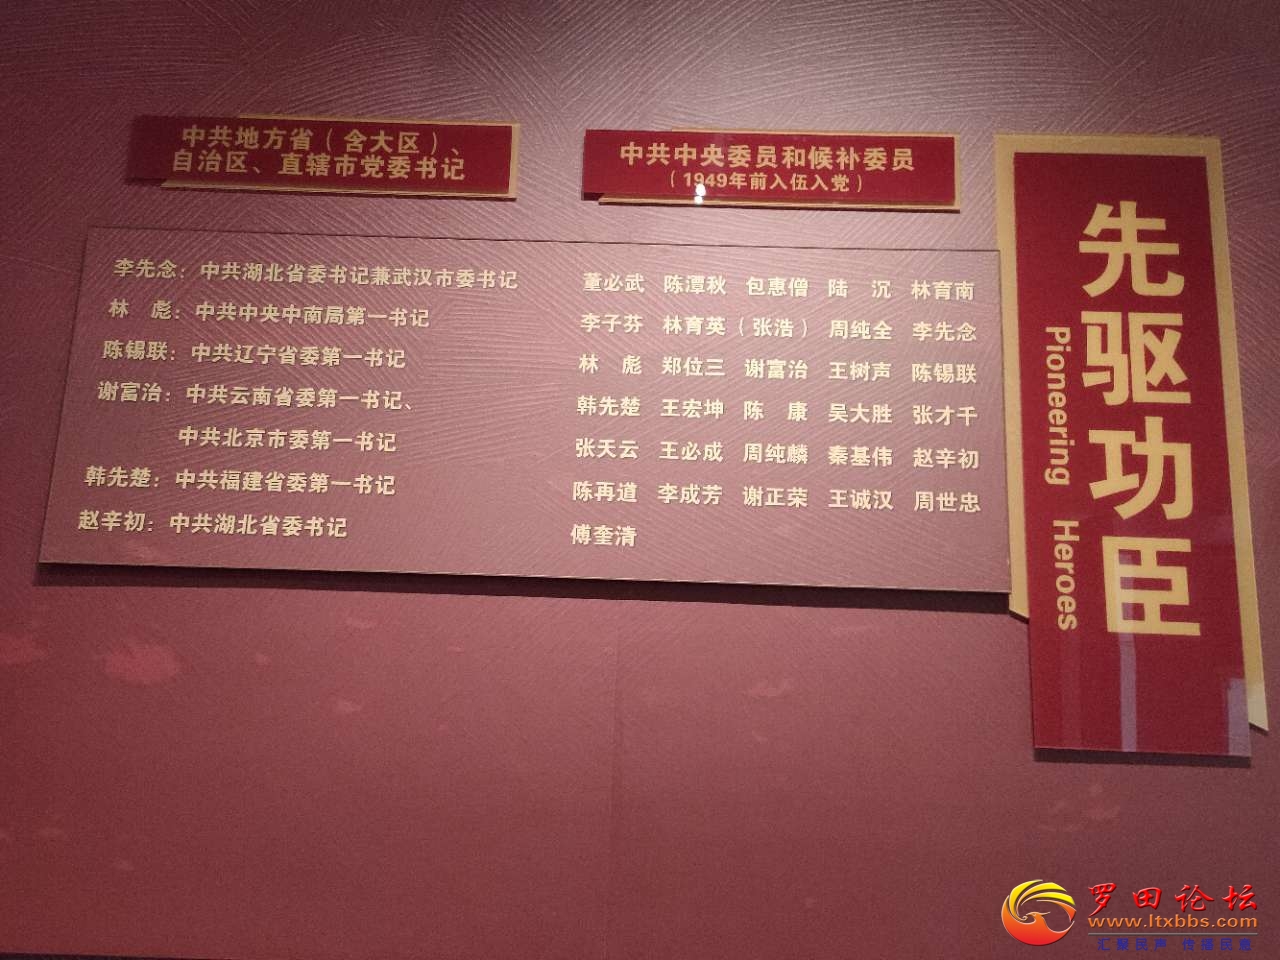 中共地方省（含大区）、
自治区、直辖市党委书记
李先念：中共湖北省委书记兼武汉市委书记
林　彪：中共中央中南局第一书记
陈锡联：中共辽宁省委第一书记
谢富治：中共云南省委第一书记、
中共北京市委第一书记
韩先楚：中共福建省委第一书记
赵辛初：中共湖北省委书记
中共中央委员和候补委员
（1949年前入伍入党）
董必武　陈潭秋　包惠僧　陆　沉　林育南
李子芬　林育英（张浩）　周纯全　李先念
林　彪　郑位三　谢富治　王树声　陈锡联
韩先楚　王宏坤　陈　康　吴大胜　张才千
张天云　王必成　周纯麟　秦基伟　赵辛初
陈再道　李成芳　谢正荣　王诚汉　周世忠
傅奎清
先驱功臣
Pioneering Heroes
罗田论坛
www.ltxbbs.com
汇聚民声 传播民意